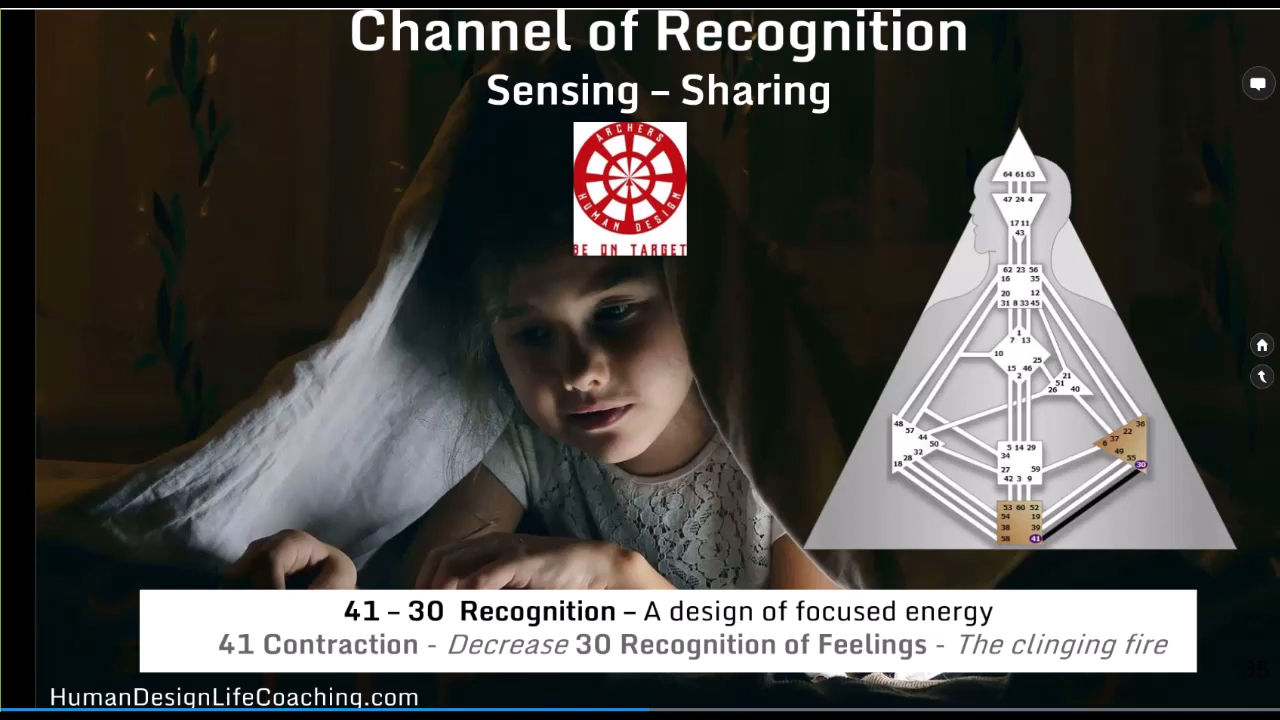 Channel of Recognition
Sensing – Sharing
ARCHERS
HUMAN DESIGN
BE ON TARGET
64 61 63
47 24 4
17 11
43
62 23 56
16 35
20 12
31 8 33 45
1
7 13
10 25
15 46
2
21
51
26 40
48
57
44
50
32
28
18
36
22
37
6
49
55
30
5 14 29
34
27 59
42 3 9
53 60 52
54 19
38 39
58 41
41 – 30 Recognition – A design of focused energy
41 Contraction - Decrease 30 Recognition of Feelings - The clinging fire
HumanDesignLifeCoaching.com